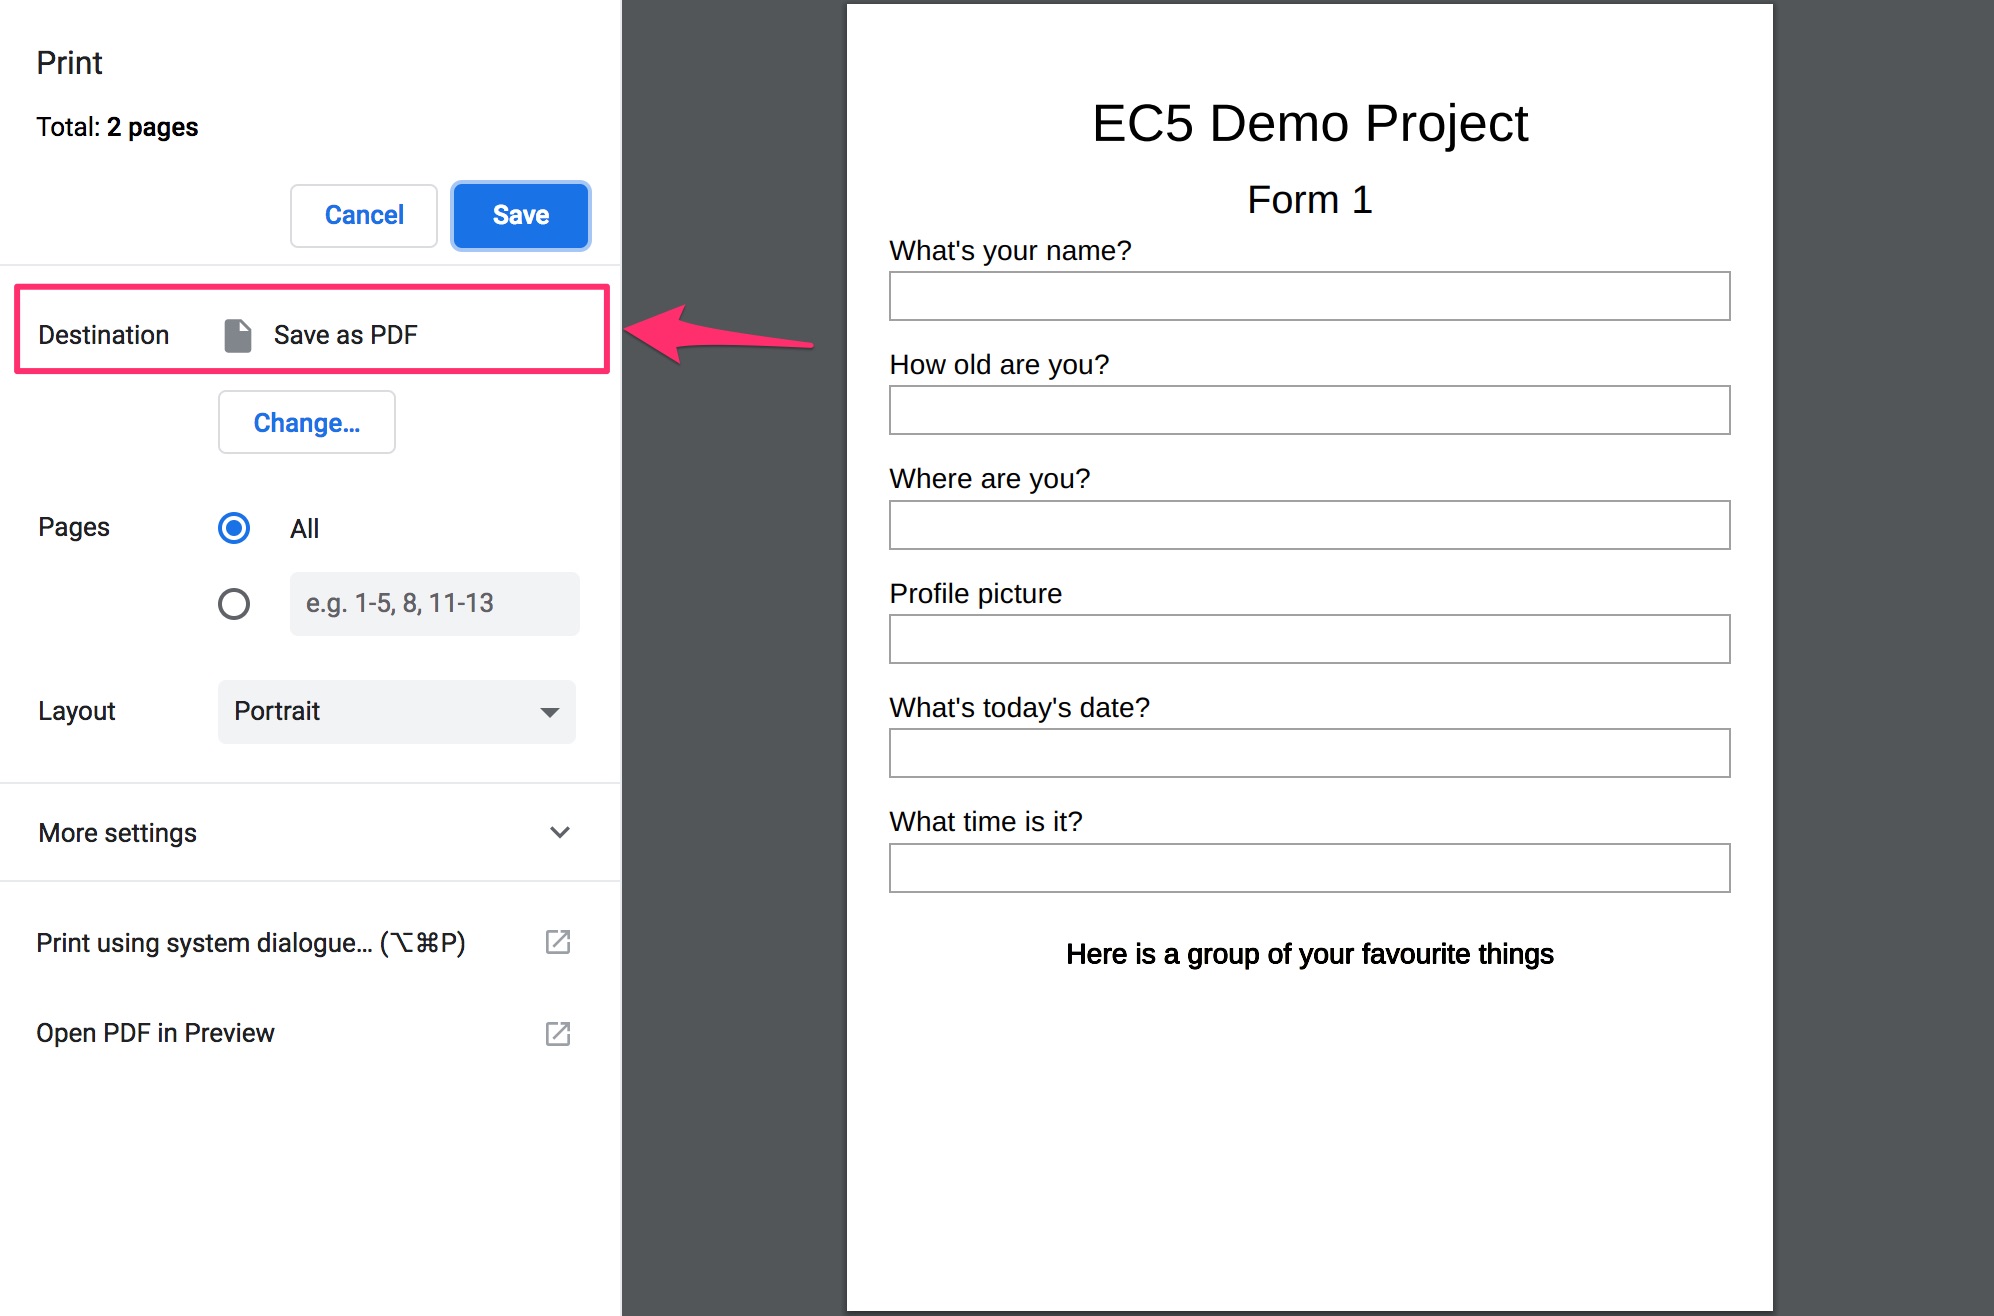 Print
Total: 2 pages
Cancel
Save
Destination
Save as PDF
Change...
Pages
All
e.g. 1-5, 8, 11-13
Layout
Portrait
More settings
Print using system dialogue... (⌥⌘P)
Open PDF in Preview
EC5 Demo Project
Form 1
What's your name?
How old are you?
Where are you?
Profile picture
What's today's date?
What time is it?
Here is a group of your favourite things